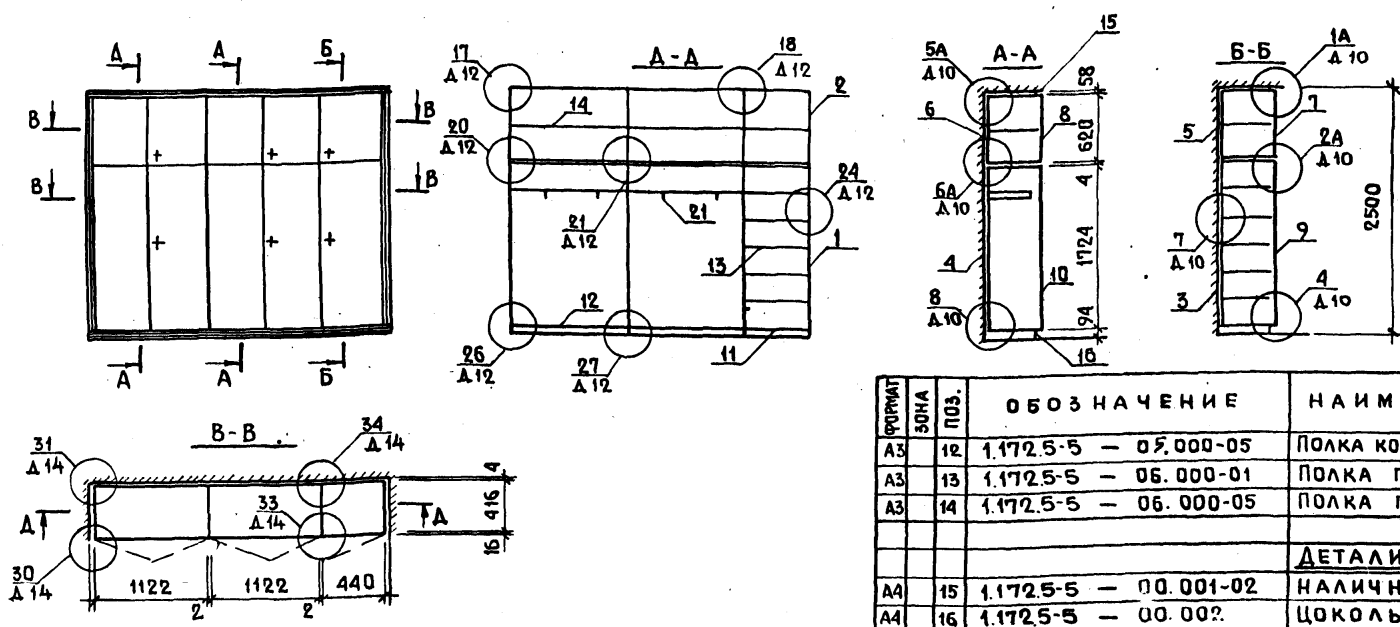 Д А Б
В В
В В
А А Б
Д-Д
17
Д 12
18
Д 12
2
14
20
Д 12
24
Д 12
21
Д 12
21
13
1
12
11
26
Д 12
27
Д 12
А-А
5А
Д 10
15
58
6
8
620
6А
Д 10
4
4
1724
10
8
Д 10
94
16
Б-Б
1А
Д 10
7
5
2А
Д 10
2500
7
Д 10
9
3
4
Д 10
В-В
31
Д 14
34
Д 14
4
416
16
Д
33
Д 14
Д
30
Д 14
1122 1122 440
2 2
ФОРМАТ ЗОНА ПОЗ. ОБОЗНАЧЕНИЕ НАИМ
А3 12 1.172.5-5 — 05.000-05 ПОЛКА КО
А3 13 1.172.5-5 — 06.000-01 ПОЛКА П
А3 14 1.172.5-5 — 06.000-05 ПОЛКА П
ДЕТАЛИ
А4 15 1.172.5-5 — 00.001-02 НАЛИЧН
А4 16 1.172.5-5 — 00.002 ЦОКОЛЬ